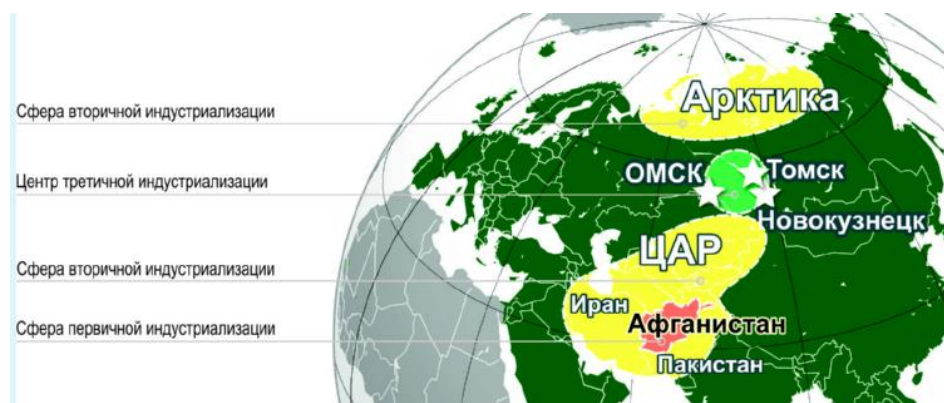 Арктика
Сфера вторичной индустриализации
ОМСК
Томск
Центр третичной индустриализации
Новокузнецк
ЦАР
Сфера вторичной индустриализации
Иран
Афганистан
Сфера первичной индустриализации
Пакистан